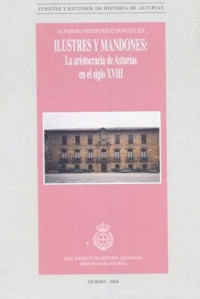 FUENTES Y ESTUDIOS DE HISTORIA DE ASTURIAS
ALFONSO MENÉNDEZ GONZÁLEZ
ILUSTRES Y MANDONES:
La aristocracia de Asturias
en el siglo XVIII
REAL INSTITUTO DE ESTUDIOS ASTURIANOS
PRINCIPADO DE ASTURIAS
OVIEDO - 2006